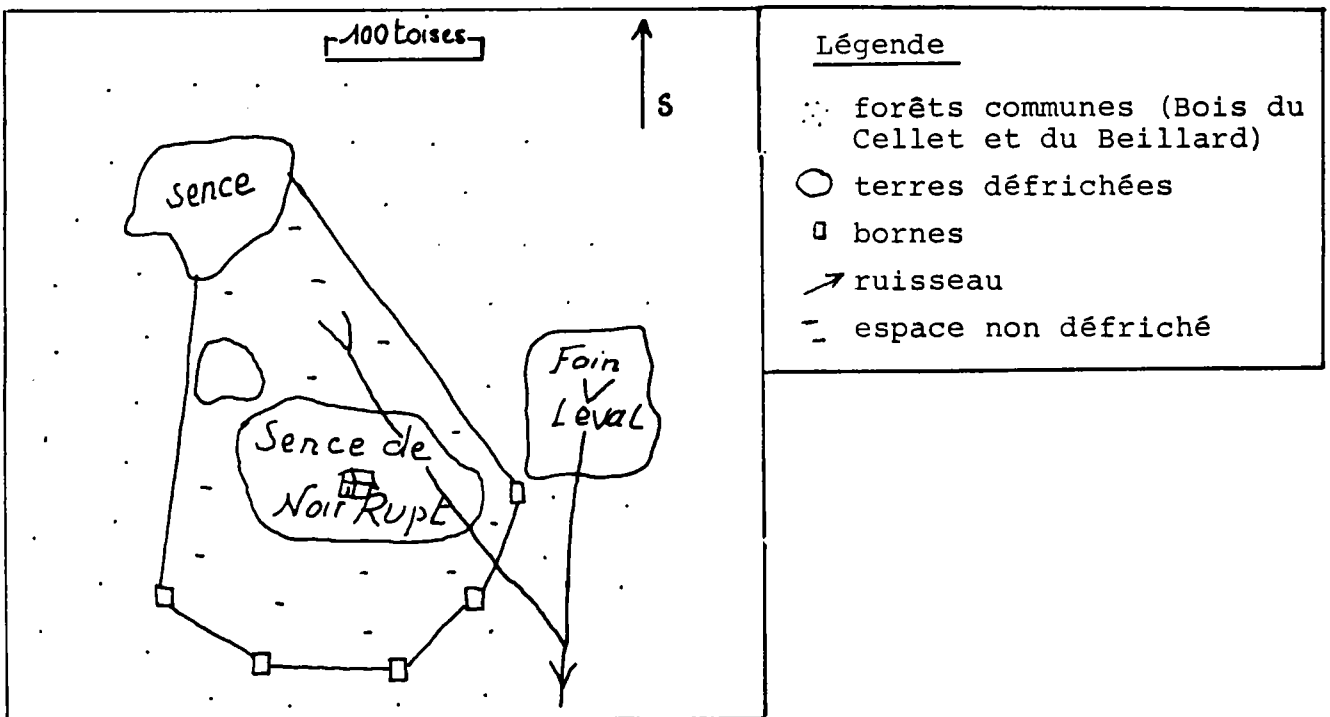 100 toises
S
sence
Foin
Leval
Sence de
Noir Rupt
Légende
forêts communes (Bois du
Cellet et du Beillard)
terres défrichées
bornes
ruisseau
espace non défriché